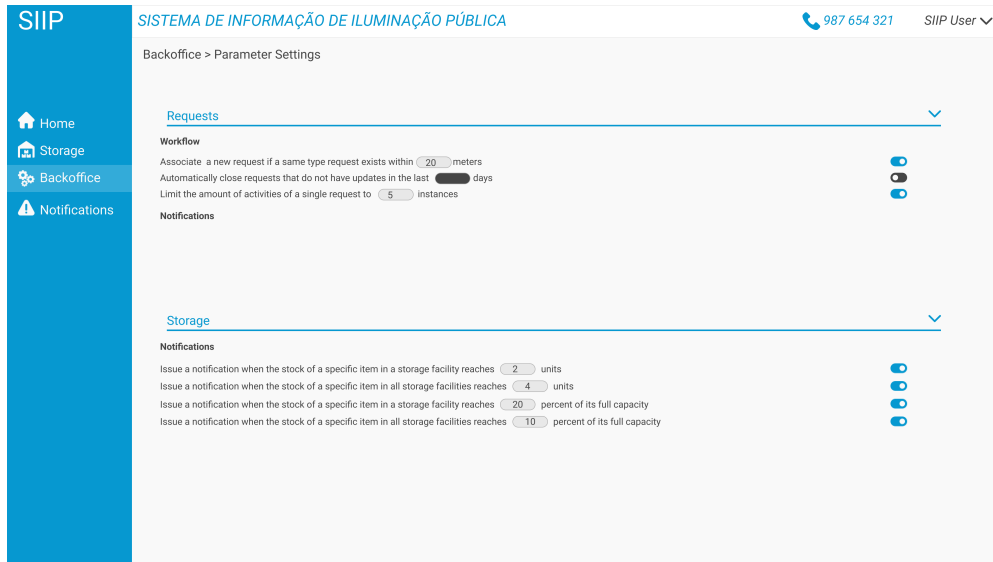 SIIP
SISTEMA DE INFORMAÇÃO DE ILUMINAÇÃO PÚBLICA
987 654 321
SIIP User
Backoffice > Parameter Settings
Home
Storage
Backoffice
Notifications
Requests
Workflow
Associate a new request if a same type request exists within 20 meters
Automatically close requests that do not have updates in the last days
Limit the amount of activities of a single request to 5 instances
Notifications
Storage
Notifications
Issue a notification when the stock of a specific item in a storage facility reaches 2 units
Issue a notification when the stock of a specific item in all storage facilities reaches 4 units
Issue a notification when the stock of a specific item in a storage facility reaches 20 percent of its full capacity
Issue a notification when the stock of a specific item in all storage facilities reaches 10 percent of its full capacity